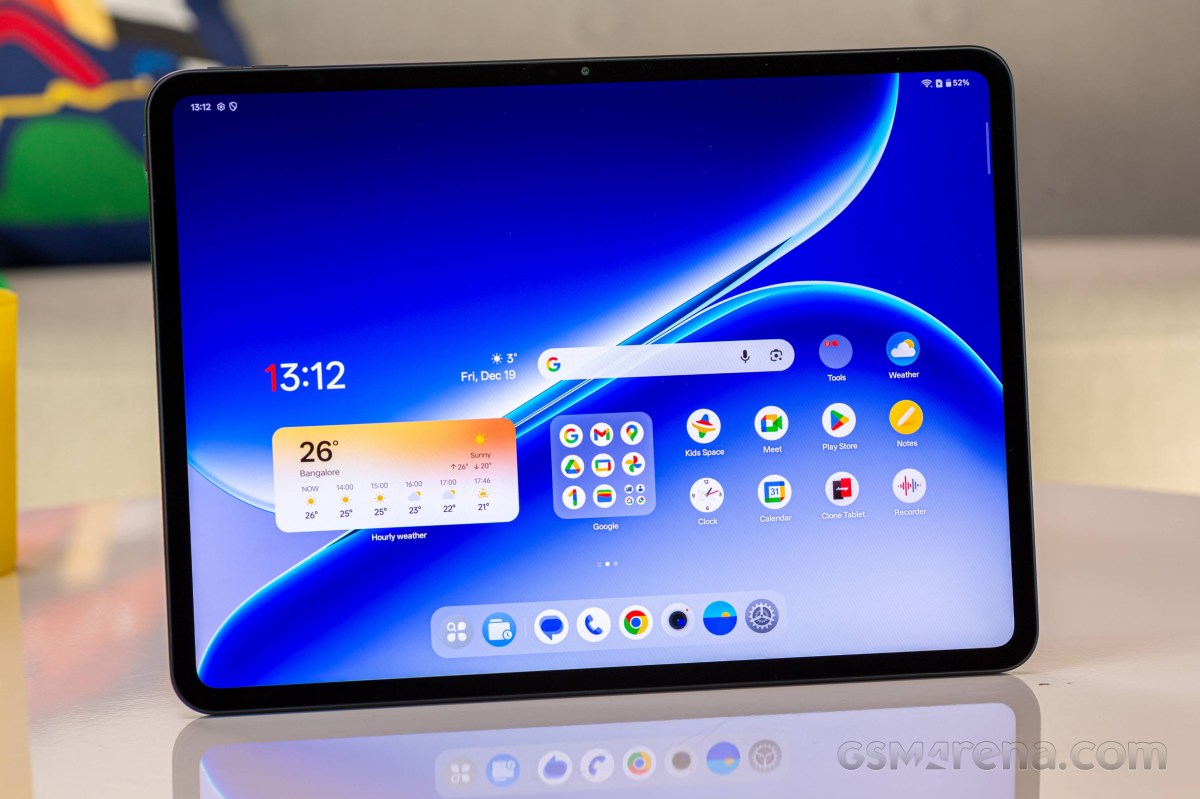 13:12
52%
13:12
3°
Fri, Dec 19
G
Tools
Weather
26°
Bangalore
Sunny
↑26° ↓20°
NOW 14:00 15:00 16:00 17:00 17:46
26° 25° 25° 23° 22° 21°
Hourly weather
Google
Kids Space
Meet
Play Store
Notes
Clock
31
Calendar
Clone Tablet
Recorder
GSMArena.com